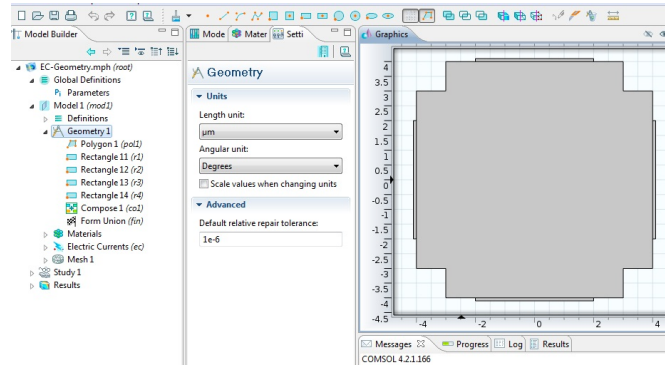 Model Builder
EC-Geometry.mph (root)
Global Definitions
Pi Parameters
Model 1 (mod1)
Definitions
Geometry 1
Polygon 1 (pol1)
Rectangle 11 (r1)
Rectangle 12 (r2)
Rectangle 13 (r3)
Rectangle 14 (r4)
Compose 1 (co1)
Form Union (fin)
Materials
Electric Currents (ec)
Mesh 1
Study 1
Results
Mode
Mater
Setti
Geometry
Units
Length unit:
µm
Angular unit:
Degrees
Scale values when changing units
Advanced
Default relative repair tolerance:
1e-6
Graphics
4
3.5
3
2.5
2
1.5
1
0.5
0
-0.5
-1
-1.5
-2
-2.5
-3
-3.5
-4
-4.5
-4 -2 0 2 4
Messages
Progress
Log
Results
COMSOL 4.2.1.166